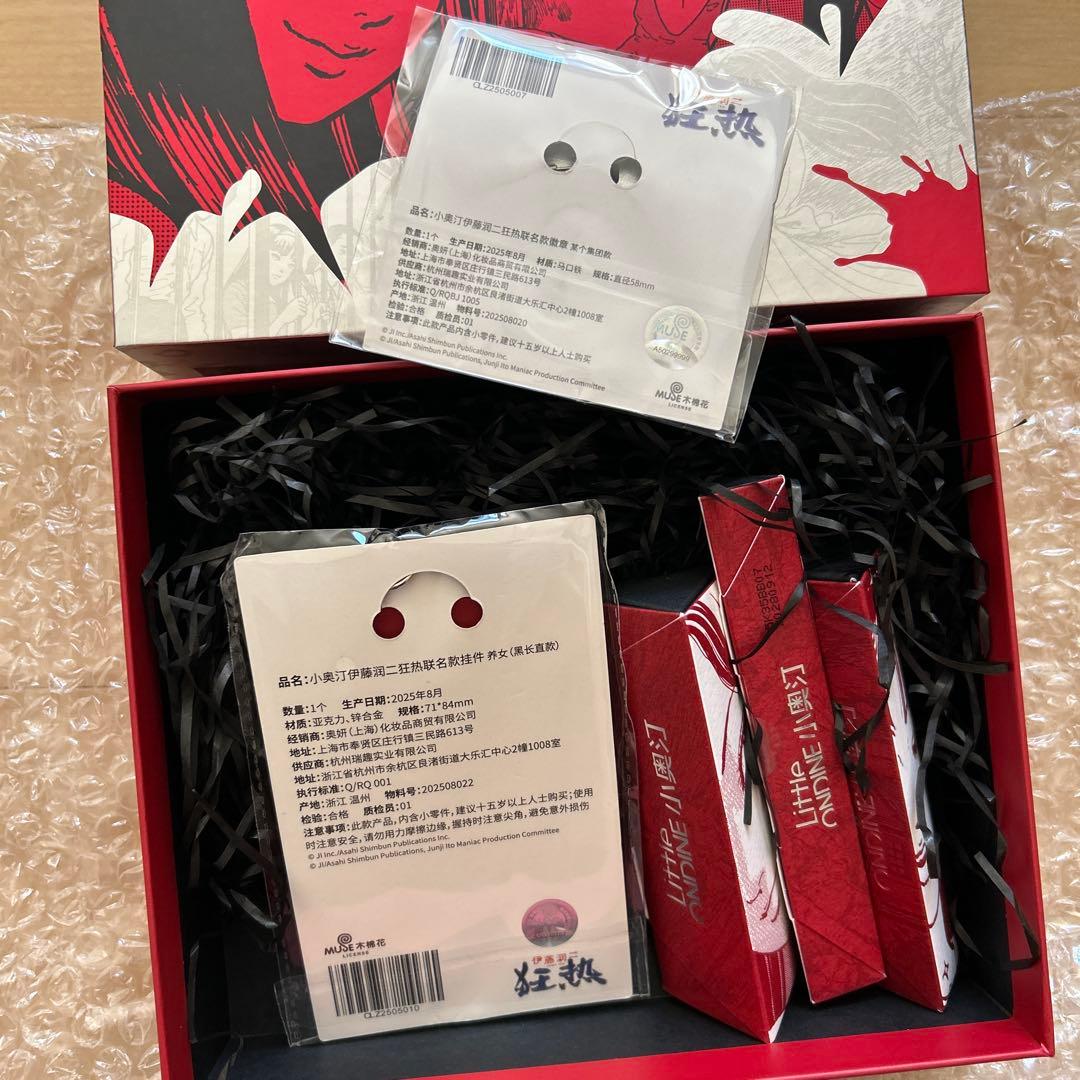 CLZ2505007
伊藤润二
狂热
品名:小奥汀伊藤润二狂热联名款徽章 某个集团款
数量:1个 生产日期:2025年8月 材质:马口铁 规格:直径58mm
经销商:奥妍(上海)化妆品商贸有限公司
地址:上海市奉贤区庄行镇三民路613号
供应商:杭州瑞趣实业有限公司
地址:浙江省杭州市余杭区良渚街道大乐汇中心2幢1008室
执行标准:Q/RQBJ 1005
产地:浙江 温州 物料号:202508020
检验:合格 质检员:01
注意事项:此款产品内含小零件,建议十五岁以上人士购买
© JI Inc./Asahi Shimbun Publications Inc.
© JI/Asahi Shimbun Publications, Junji Ito Maniac Production Committee
MUSE
A50299999
MUSE木棉花
LICENSE
品名:小奥汀伊藤润二狂热联名款挂件 养女(黑长直款)
数量:1个 生产日期:2025年8月
材质:亚克力、锌合金 规格:71*84mm
经销商:奥妍(上海)化妆品商贸有限公司
地址:上海市奉贤区庄行镇三民路613号
供应商:杭州瑞趣实业有限公司
地址:浙江省杭州市余杭区良渚街道大乐汇中心2幢1008室
执行标准:Q/RQ 001
产地:浙江 温州 物料号:202508022
检验:合格 质检员:01
注意事项:此款产品,内含小零件,建议十五岁以上人士购买;使用
时注意安全,请勿用力摩擦边缘,握持时注意尖角,避免意外损伤
© JI Inc./Asahi Shimbun Publications Inc.
© JI/Asahi Shimbun Publications, Junji Ito Maniac Production Committee
MUSE木棉花
LICENSE
CLZ2505010
伊藤润二
狂热
Little
ONDINE 小奥汀
Little
ONDINE 小奥汀